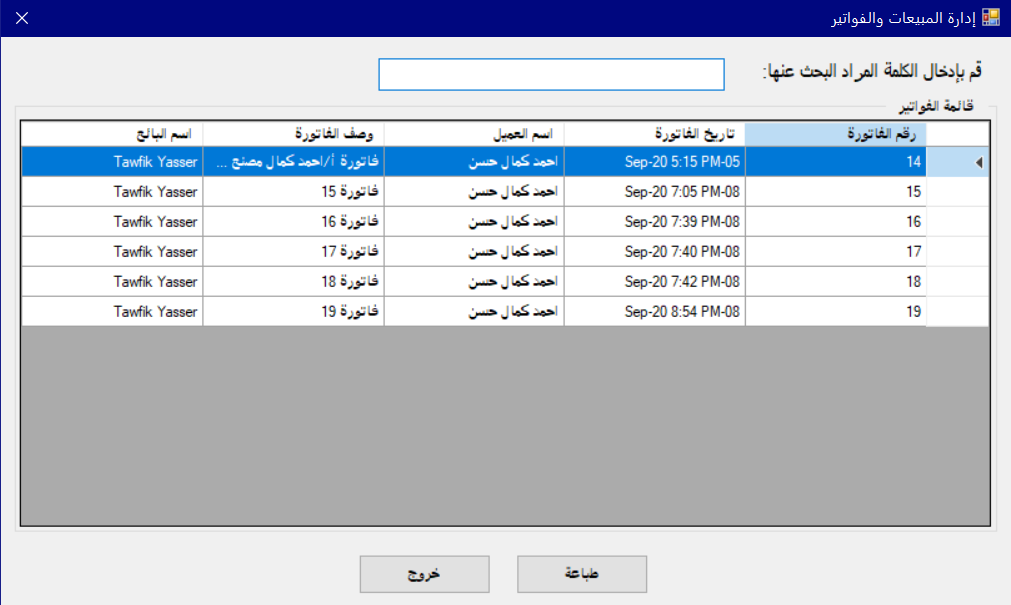 إدارة المبيعات والفواتير
قم بإدخال الكلمة المراد البحث عنها:
قائمة الفواتير
رقم الفاتورة تاريخ الفاتورة اسم العميل وصف الفاتورة اسم البائع
14 Sep-20 5:15 PM-05 احمد كمال حسن فاتورة أ/احمد كمال مصنع ... Tawfik Yasser
15 Sep-20 7:05 PM-08 احمد كمال حسن فاتورة 15 Tawfik Yasser
16 Sep-20 7:39 PM-08 احمد كمال حسن فاتورة 16 Tawfik Yasser
17 Sep-20 7:40 PM-08 احمد كمال حسن فاتورة 17 Tawfik Yasser
18 Sep-20 7:42 PM-08 احمد كمال حسن فاتورة 18 Tawfik Yasser
19 Sep-20 8:54 PM-08 احمد كمال حسن فاتورة 19 Tawfik Yasser
طباعة خروج